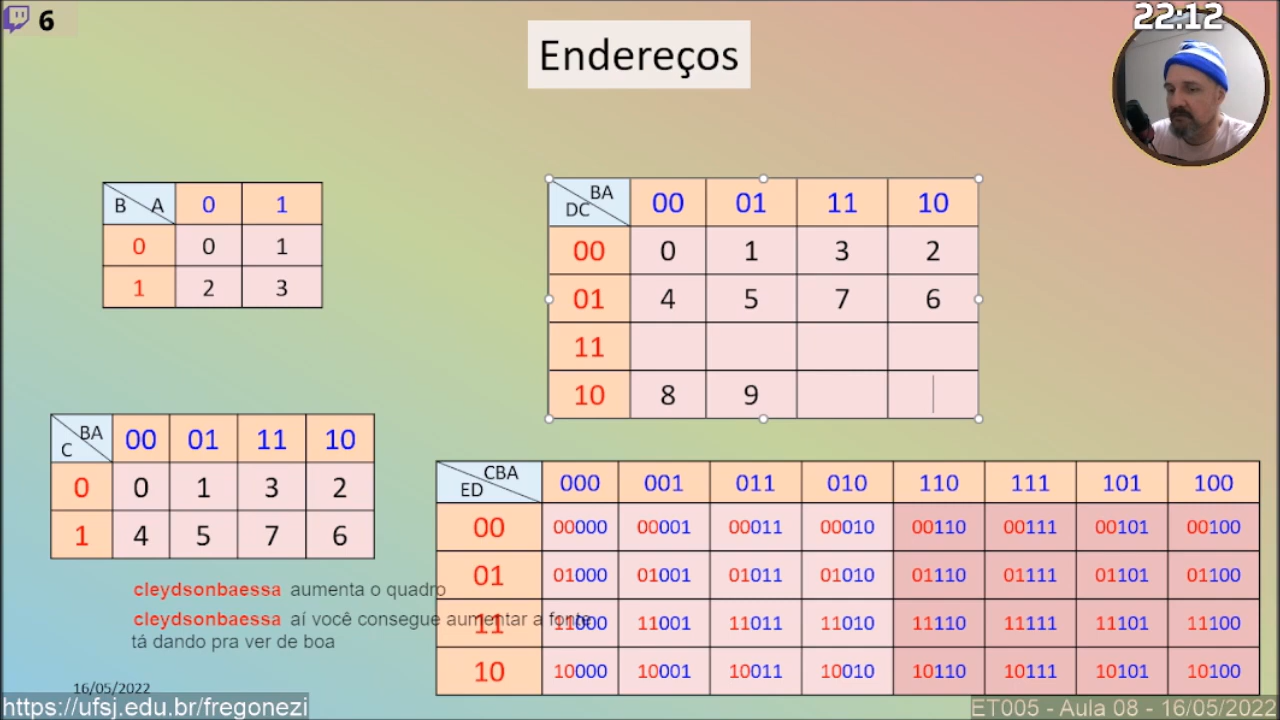 6
22:12
Endereços
B A 0 1
0 0 1
1 2 3
BA DC 00 01 11 10
00 0 1 3 2
01 4 5 7 6
11
10 8 9
BA C 00 01 11 10
0 0 1 3 2
1 4 5 7 6
CBA ED 000 001 011 010 110 111 101 100
00 00000 00001 00011 00010 00110 00111 00101 00100
01 01000 01001 01011 01010 01110 01111 01101 01100
11 11000 11001 11011 11010 11110 11111 11101 11100
10 10000 10001 10011 10010 10110 10111 10101 10100
cleydsonbaessa aumenta o quadro
cleydsonbaessa aí você consegue aumentar a fonte
tá dando pra ver de boa
16/05/2022
https://ufsj.edu.br/fregonezi
ET005 - Aula 08 - 16/05/2022